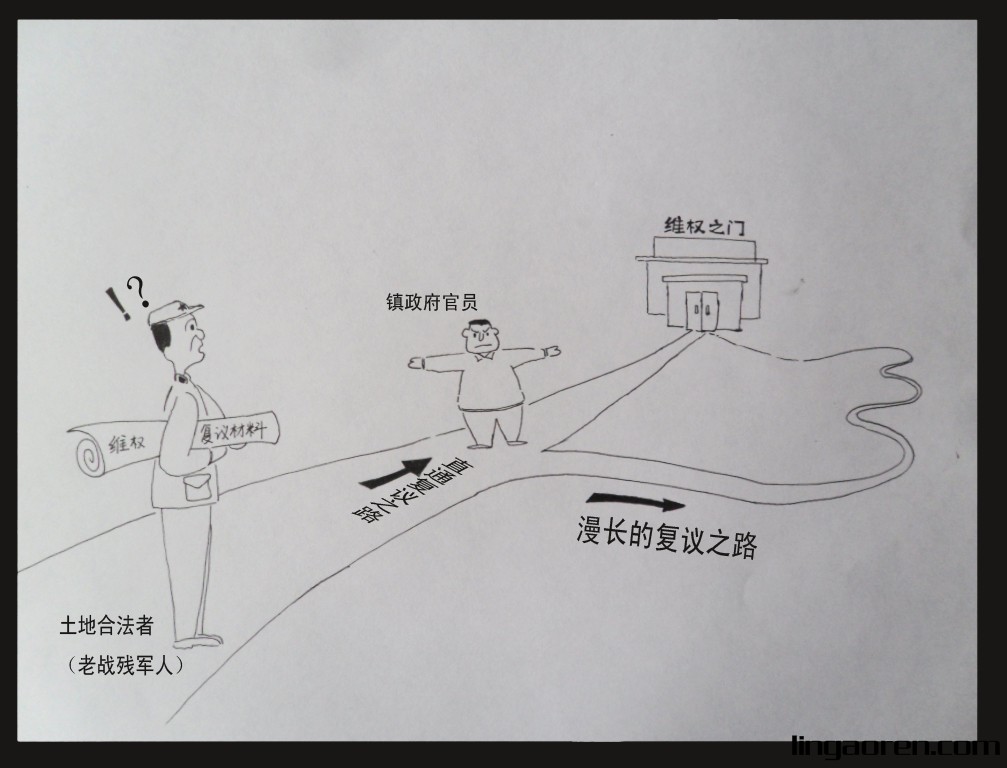 维权之门
！？
镇政府官员
维权
复议材料
直通复议之路
漫长的复议之路
土地合法者
（老战残军人）
lingaoren.com